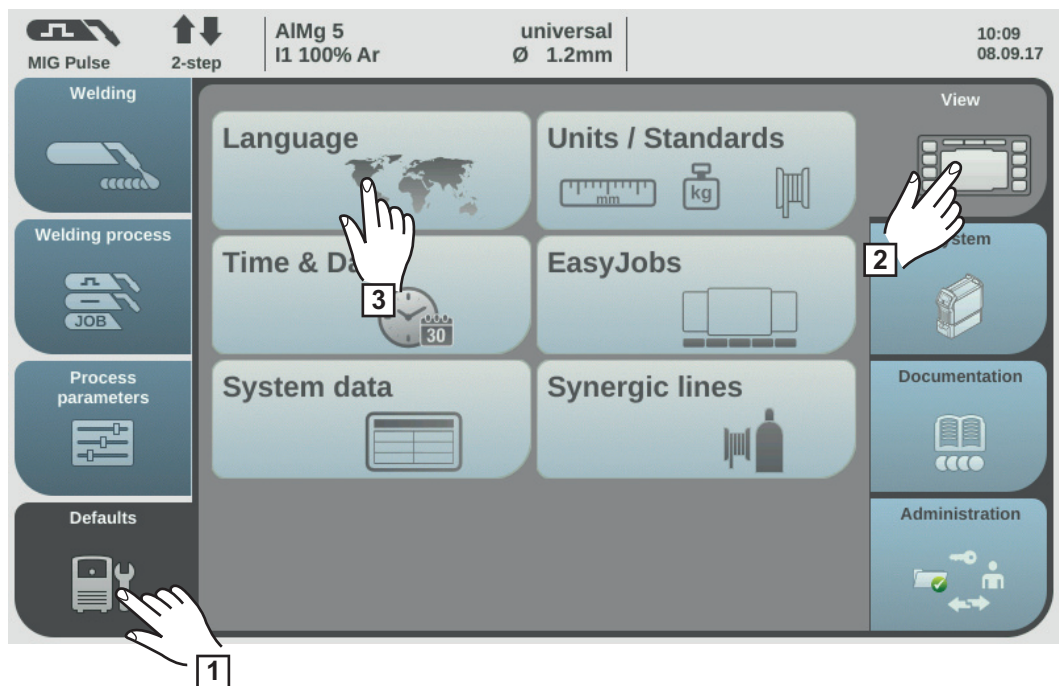 MIG Pulse
2-step
AlMg 5
I1 100% Ar
universal
Ø 1.2mm
10:09
08.09.17
Welding
Welding process
JOB
Process
parameters
Defaults
Language
Units / Standards
mm
kg
Time &
30
EasyJobs
System data
Synergic lines
View
Documentation
Administration
1
2
3